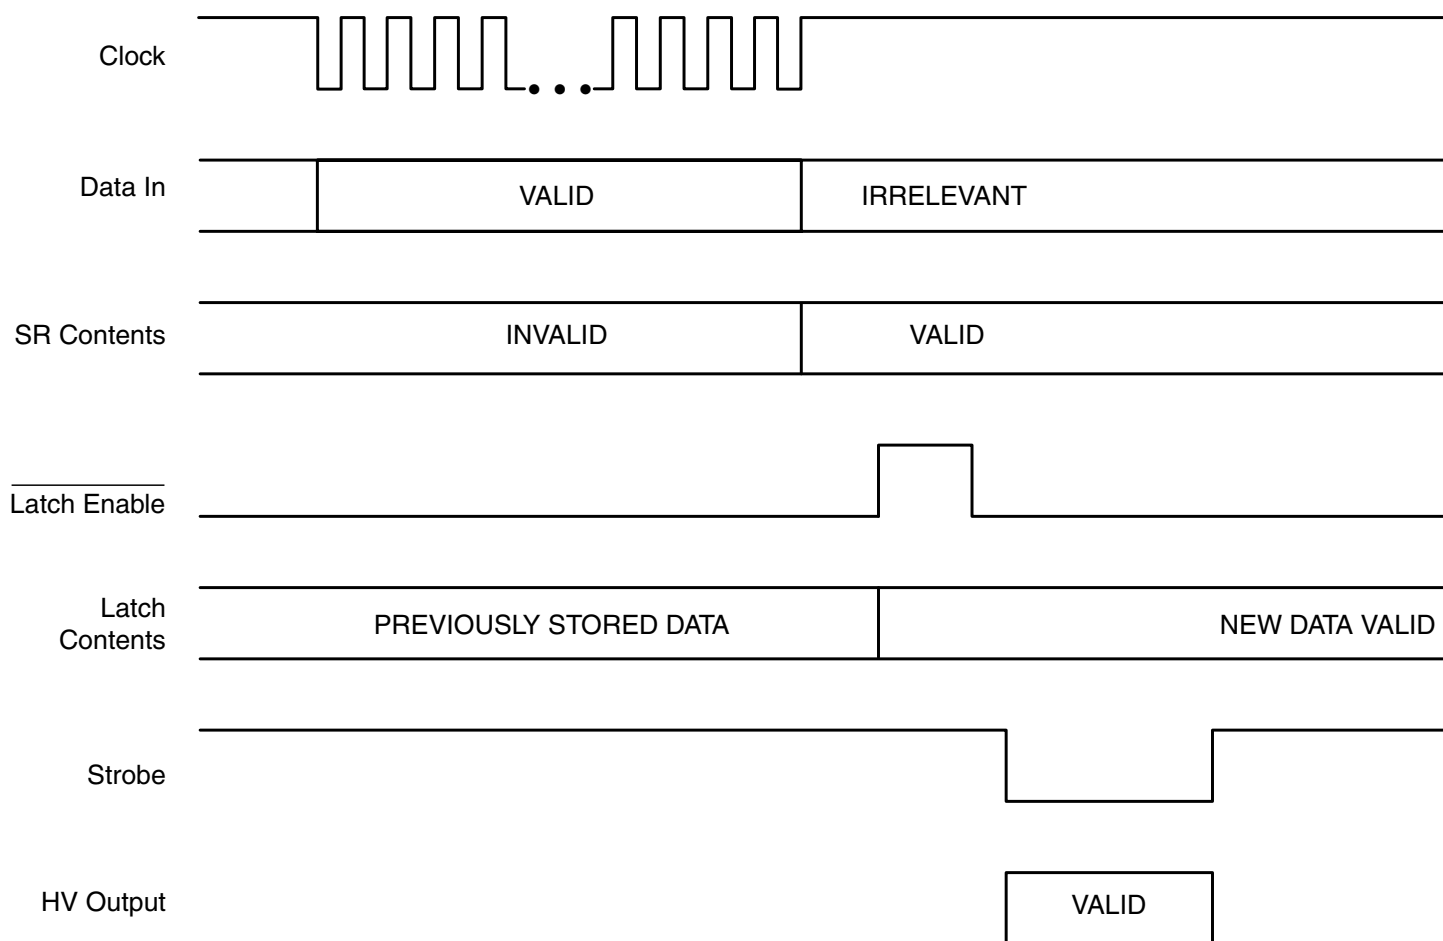 Clock
Data In
VALID
IRRELEVANT
SR Contents
INVALID
VALID
Latch Enable
Latch
Contents
PREVIOUSLY STORED DATA
NEW DATA VALID
Strobe
HV Output
VALID